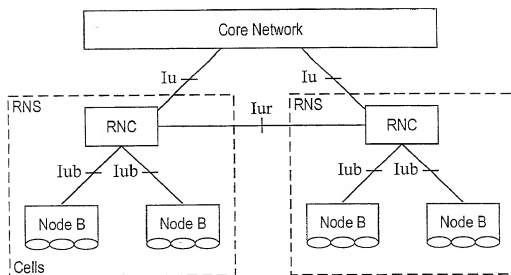 Core Network
Iu
Iu
RNS
RNS
Iur
RNC
RNC
Iub
Iub
Iub
Iub
Node B
Node B
Node B
Node B
Cells